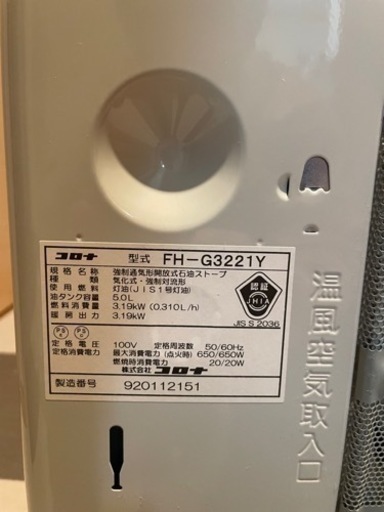 コロナ 型式 FH-G3221Y
規格名称 強制通気形開放式石油ストーブ
種類 気化式・強制対流形
使用燃料 灯油(JIS1号灯油)
油タンク容量 5.0L
燃料消費量 3.19kW (0.310L/h)
暖房出力 3.19kW
認証
JHIA
JIS S 2036
PS E PS C
定格電圧 100V 定格周波数 50/60Hz
定格消費電力 最大消費電力(点火時) 650/650W
燃焼時消費電力 20/20W
株式会社 コロナ
製造番号 920112151
温風空気取入口